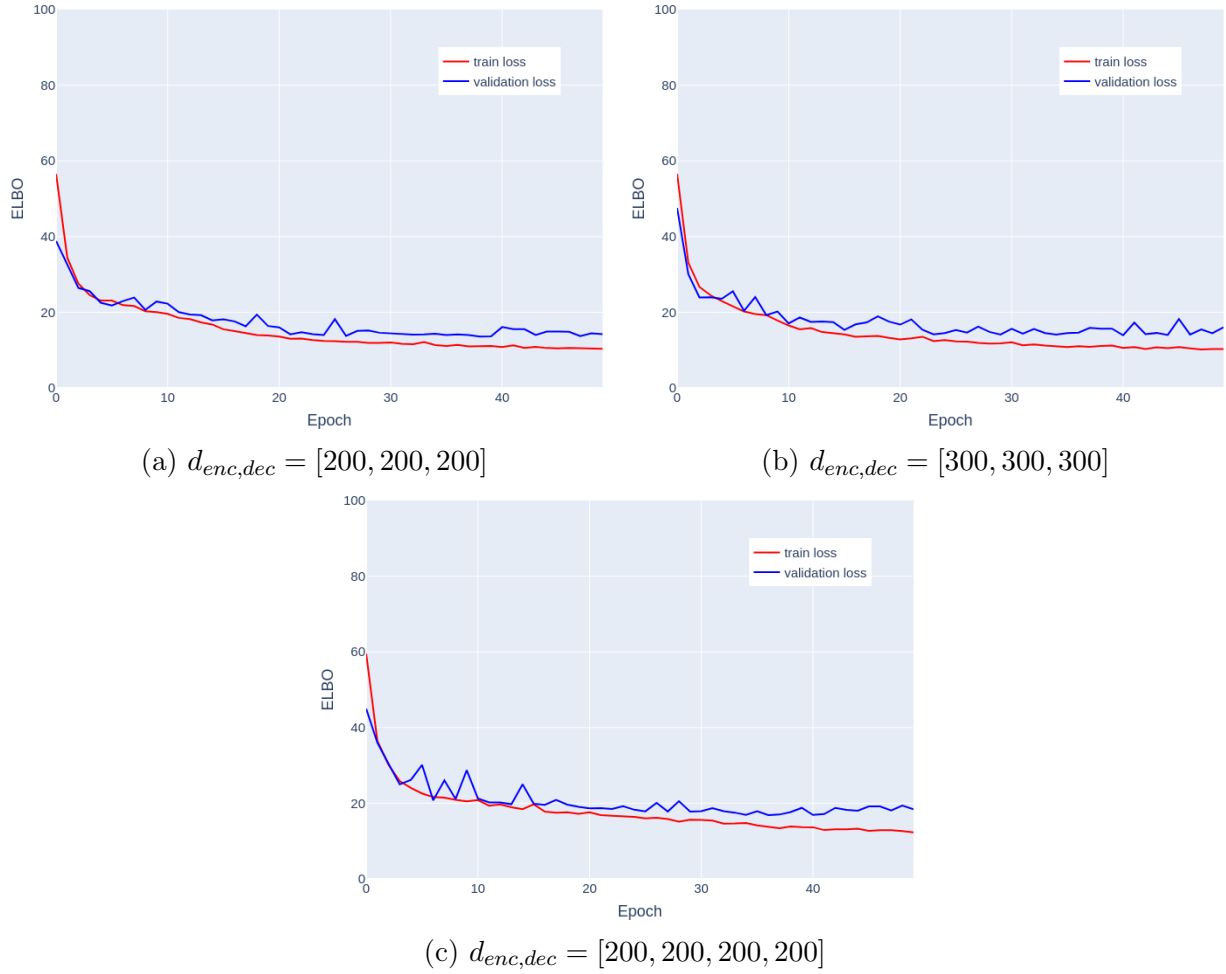 100
80
60
40
20
0
ELBO
0 10 20 30 40
Epoch
train loss
validation loss
(a) d_{enc,dec} = [200, 200, 200]
100
80
60
40
20
0
ELBO
0 10 20 30 40
Epoch
train loss
validation loss
(b) d_{enc,dec} = [300, 300, 300]
100
80
60
40
20
0
ELBO
0 10 20 30 40
Epoch
train loss
validation loss
(c) d_{enc,dec} = [200, 200, 200, 200]